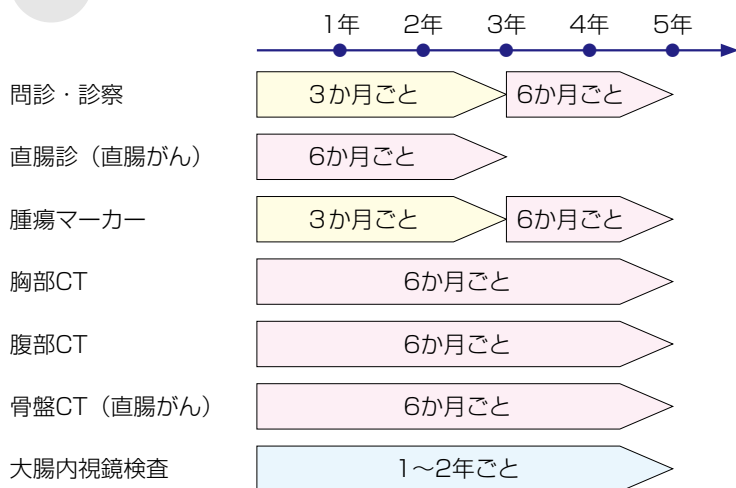 1年 2年 3年 4年 5年
問診・診察 3か月ごと 6か月ごと
直腸診（直腸がん） 6か月ごと
腫瘍マーカー 3か月ごと 6か月ごと
胸部CT 6か月ごと
腹部CT 6か月ごと
骨盤CT（直腸がん） 6か月ごと
大腸内視鏡検査 1〜2年ごと